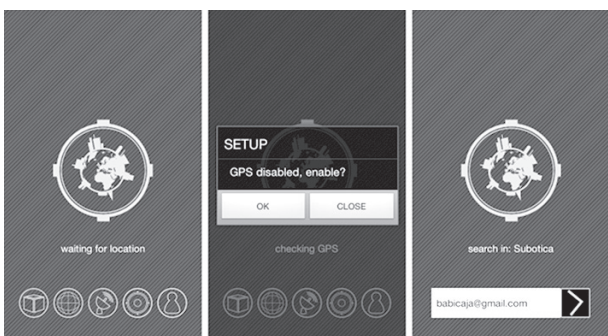 waiting for location
SETUP
GPS disabled, enable?
OK CLOSE
checking GPS
search in: Subotica
babicaja@gmail.com